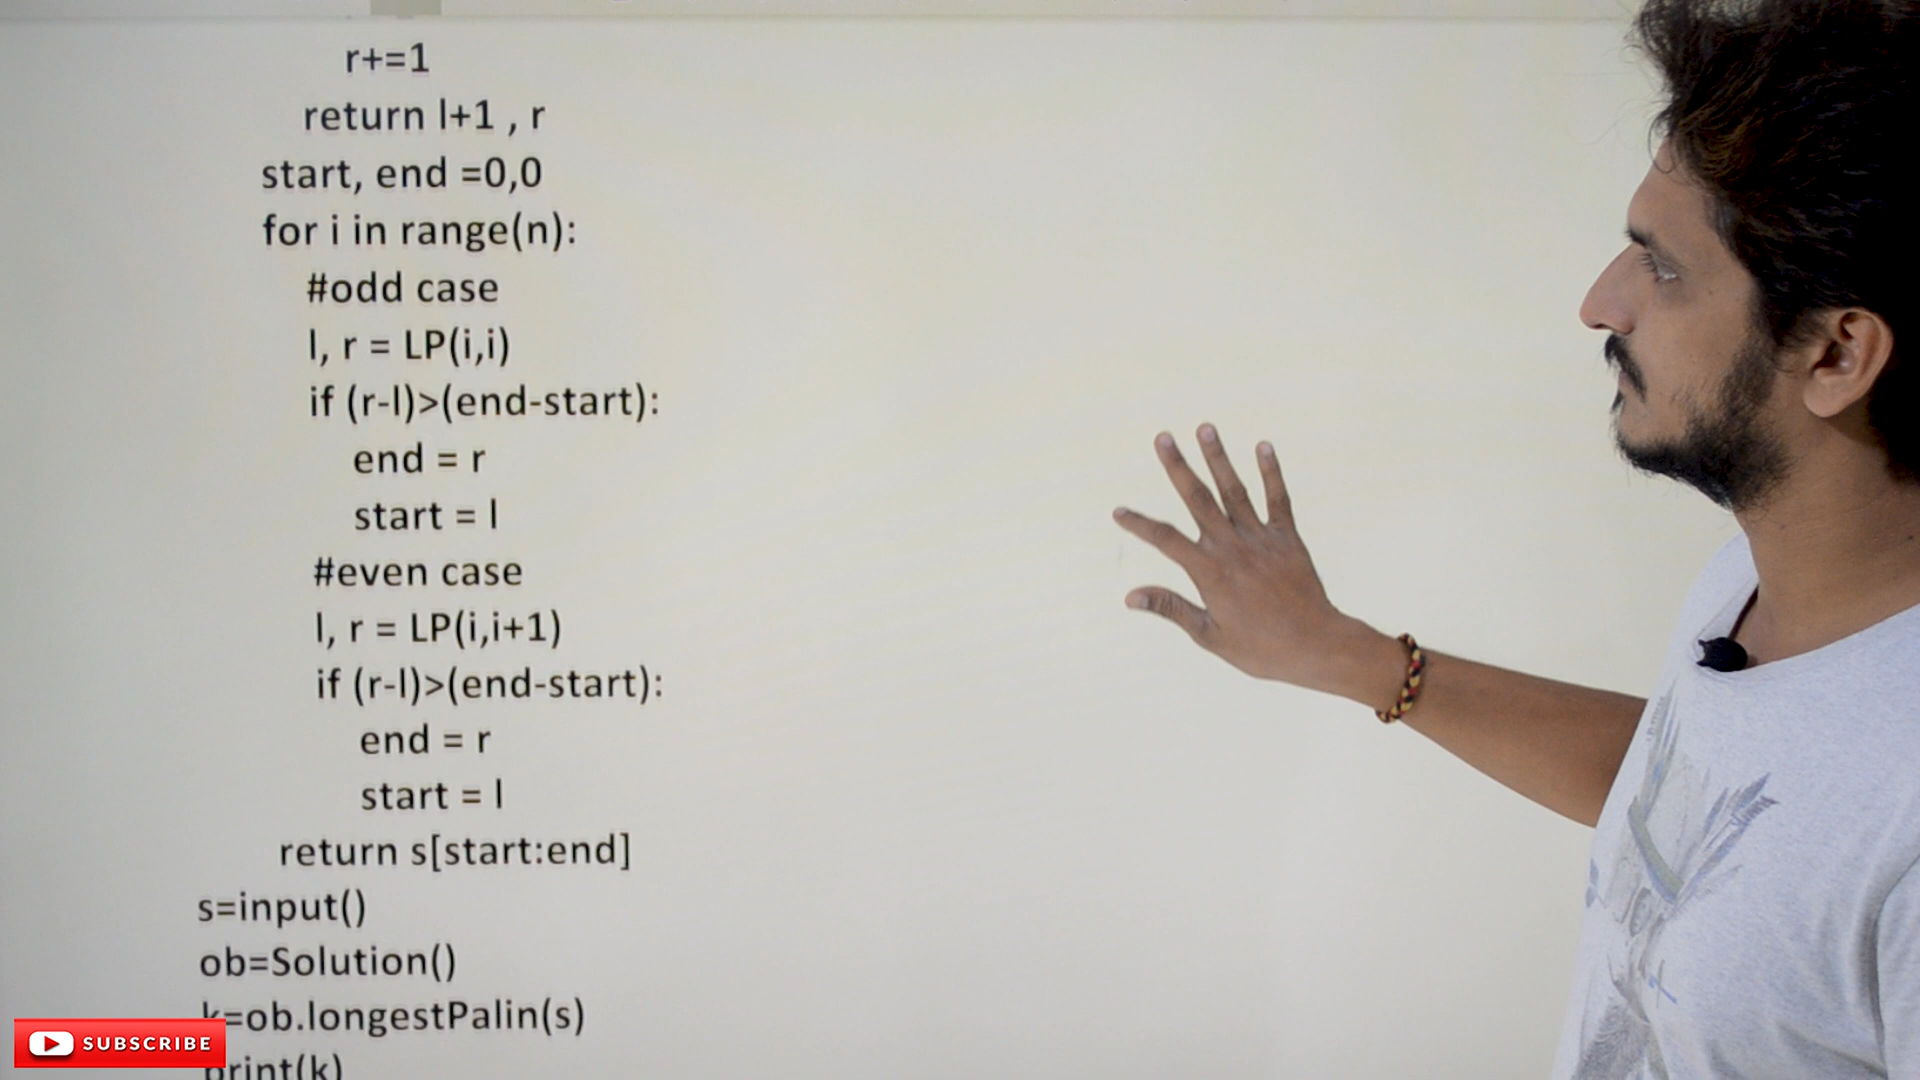 r+=1
return l+1 , r
start, end =0,0
for i in range(n):
#odd case
l, r = LP(i,i)
if (r-l)>(end-start):
end = r
start = l
#even case
l, r = LP(i,i+1)
if (r-l)>(end-start):
end = r
start = l
return s[start:end]
s=input()
ob=Solution()
k=ob.longestPalin(s)
print(k)
SUBSCRIBE